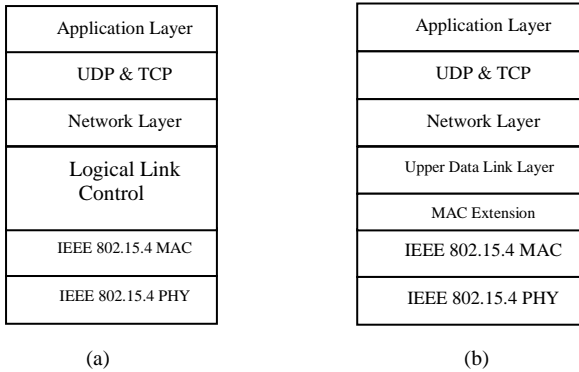 Application Layer
UDP & TCP
Network Layer
Logical Link
Control
IEEE 802.15.4 MAC
IEEE 802.15.4 PHY
(a)
Application Layer
UDP & TCP
Network Layer
Upper Data Link Layer
MAC Extension
IEEE 802.15.4 MAC
IEEE 802.15.4 PHY
(b)